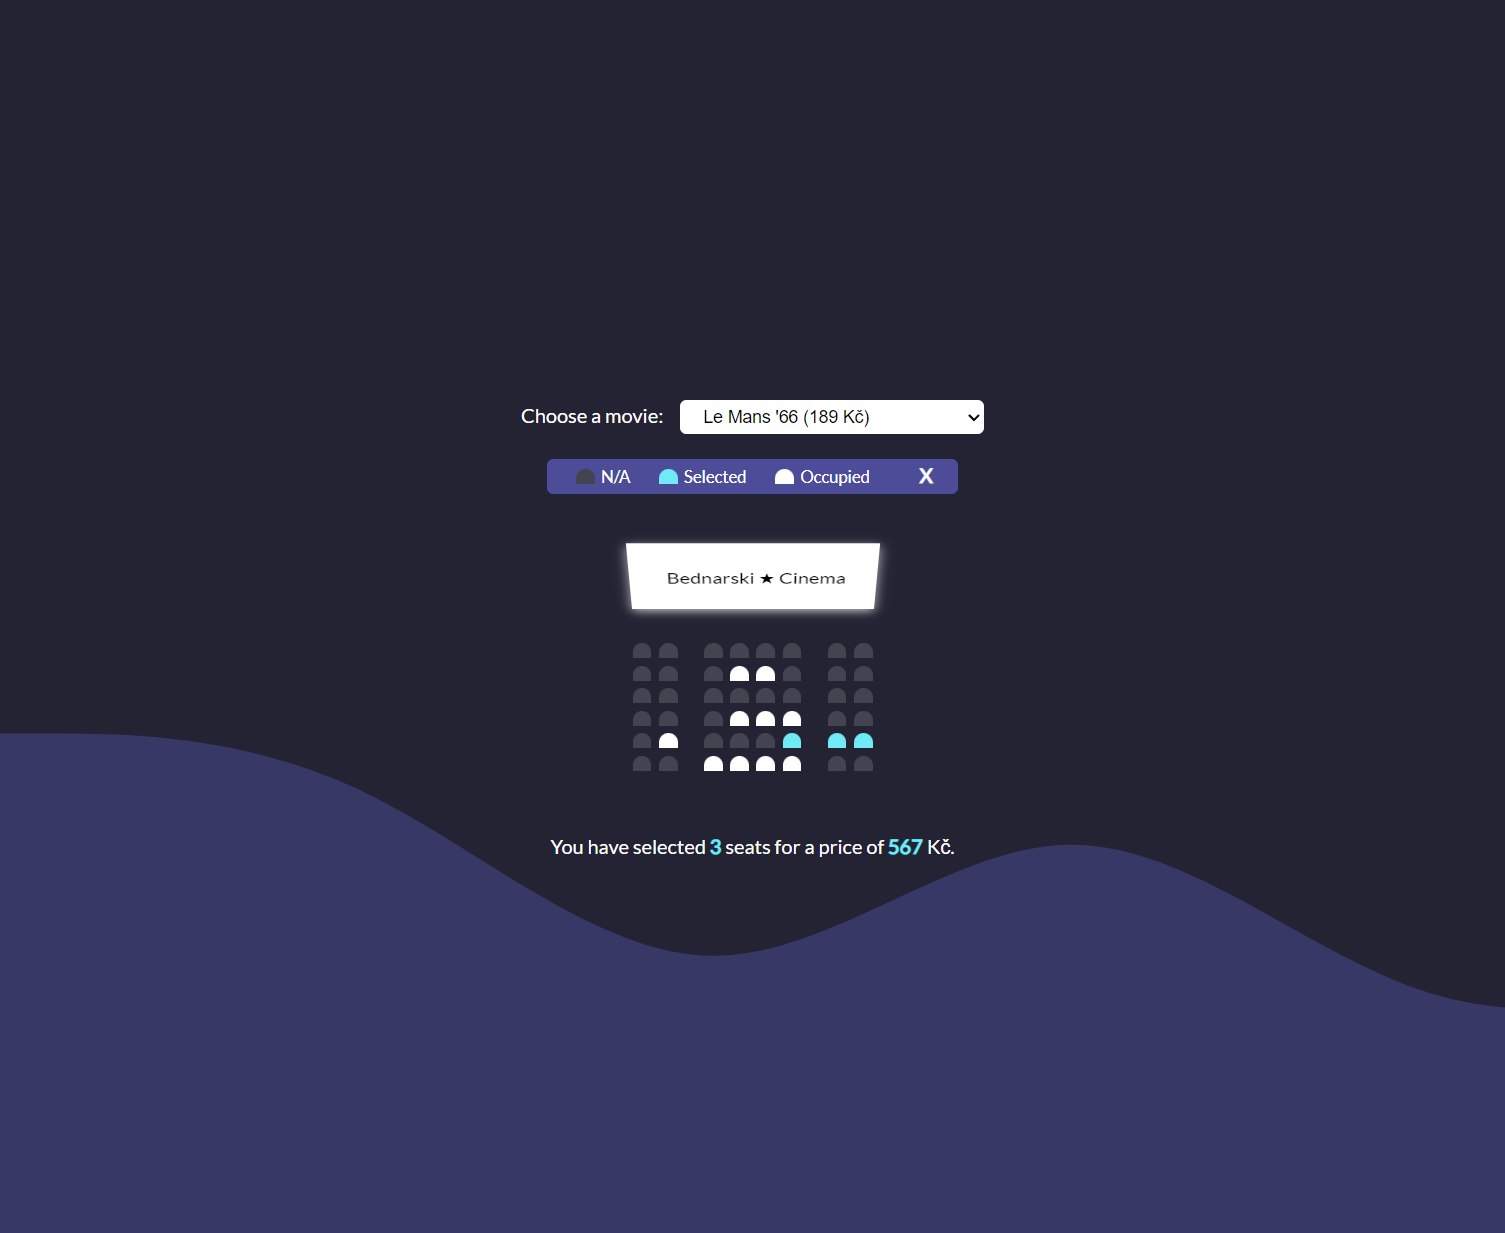 Choose a movie: Le Mans '66 (189 Kč)
N/A Selected Occupied X
Bednarski ★ Cinema
You have selected 3 seats for a price of 567 Kč.